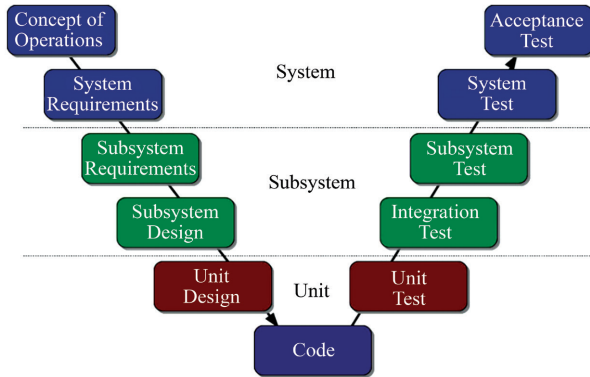 Concept of
Operations
Acceptance
Test
System
System
Requirements
System
Test
Subsystem
Requirements
Subsystem
Test
Subsystem
Subsystem
Design
Integration
Test
Unit
Design
Unit
Unit
Test
Code